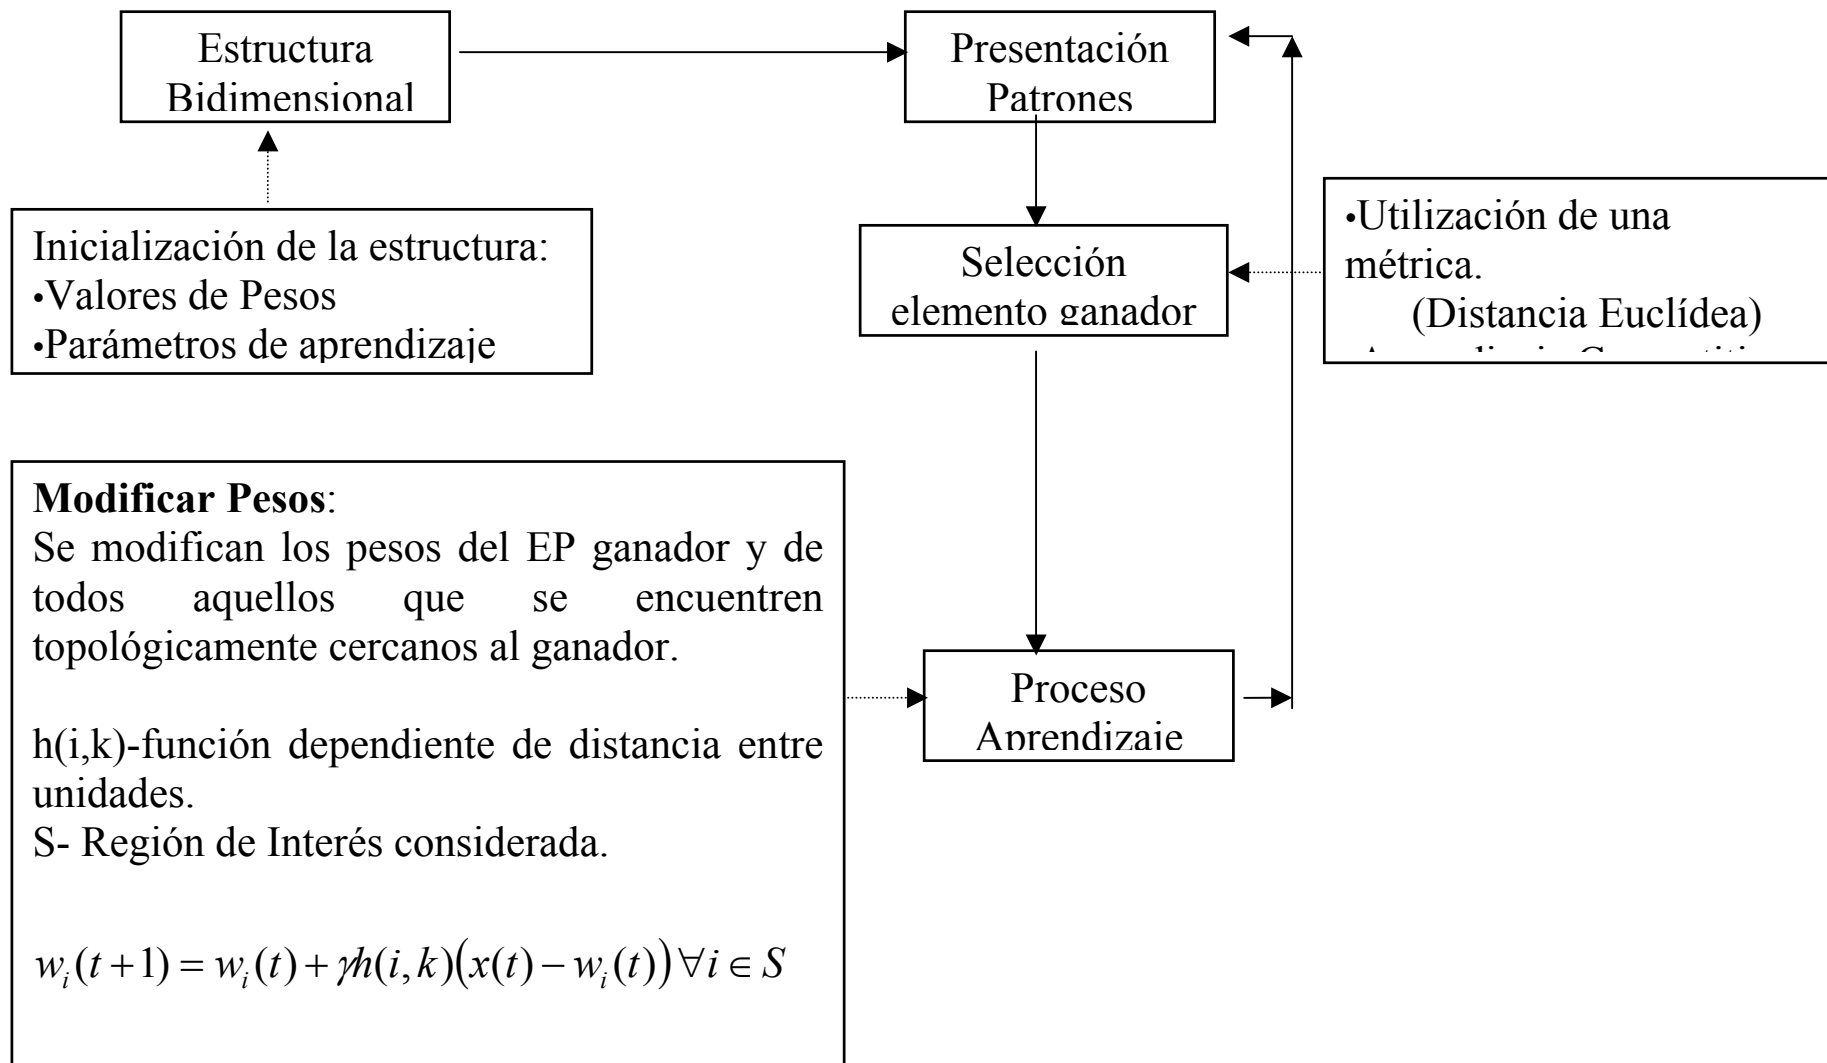 Estructura
Bidimensional
Presentación
Patrones
Inicialización de la estructura:
•Valores de Pesos
•Parámetros de aprendizaje
Selección
elemento ganador
•Utilización de una
métrica.
(Distancia Euclídea)
Modificar Pesos:
Se modifican los pesos del EP ganador y de
todos aquellos que se encuentren
topológicamente cercanos al ganador.
h(i,k)-función dependiente de distancia entre
unidades.
S- Región de Interés considerada.
w_i(t+1) = w_i(t) + γh(i,k)(x(t) − w_i(t)) ∀i ∈ S
Proceso
Aprendizaje